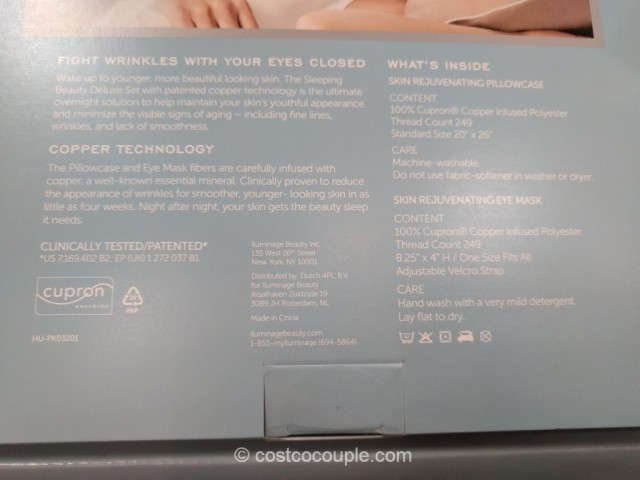 FIGHT WRINKLES WITH YOUR EYES CLOSED
Wake up to younger, more beautiful looking skin. The Sleeping
Beauty Deluxe Set with patented copper technology is the ultimate
overnight solution to help maintain your skin's youthful appearance
and minimize the visible signs of aging – including fine lines,
wrinkles, and lack of smoothness.
COPPER TECHNOLOGY
The Pillowcase and Eye Mask fibers are carefully infused with
copper, a well-known essential mineral. Clinically proven to reduce
the appearance of wrinkles for smoother, younger- looking skin in as
little as four weeks. Night after night, your skin gets the beauty sleep
it needs.
CLINICALLY TESTED/PATENTED*
*US 7,169,402 B2; EP (UK) 1 272 037 B1
cupron
ENHANCED
PAP
HU-PK03201
Iluminage Beauty Inc.
135 West 26th Street
New York, NY 10001
Distributed by: Dutch 4PL, B.V.
for Iluminage Beauty
Waalhaven Zuidzijde 19
3089 JH Rotterdam, NL
Made in China
iluminagebeauty.com
1-855-myiluminage (694-5864)
WHAT'S INSIDE
SKIN REJUVENATING PILLOWCASE
CONTENT
100% Cupron® Copper Infused Polyester
Thread Count 249
Standard Size 20" x 26"
CARE
Machine-washable.
Do not use fabric-softener in washer or dryer.
SKIN REJUVENATING EYE MASK
CONTENT
100% Cupron® Copper Infused Polyester
Thread Count 249
8.25" x 4" H / One Size Fits All
Adjustable Velcro Strap
CARE
Hand wash with a very mild detergent.
Lay flat to dry.
© costcocouple.com